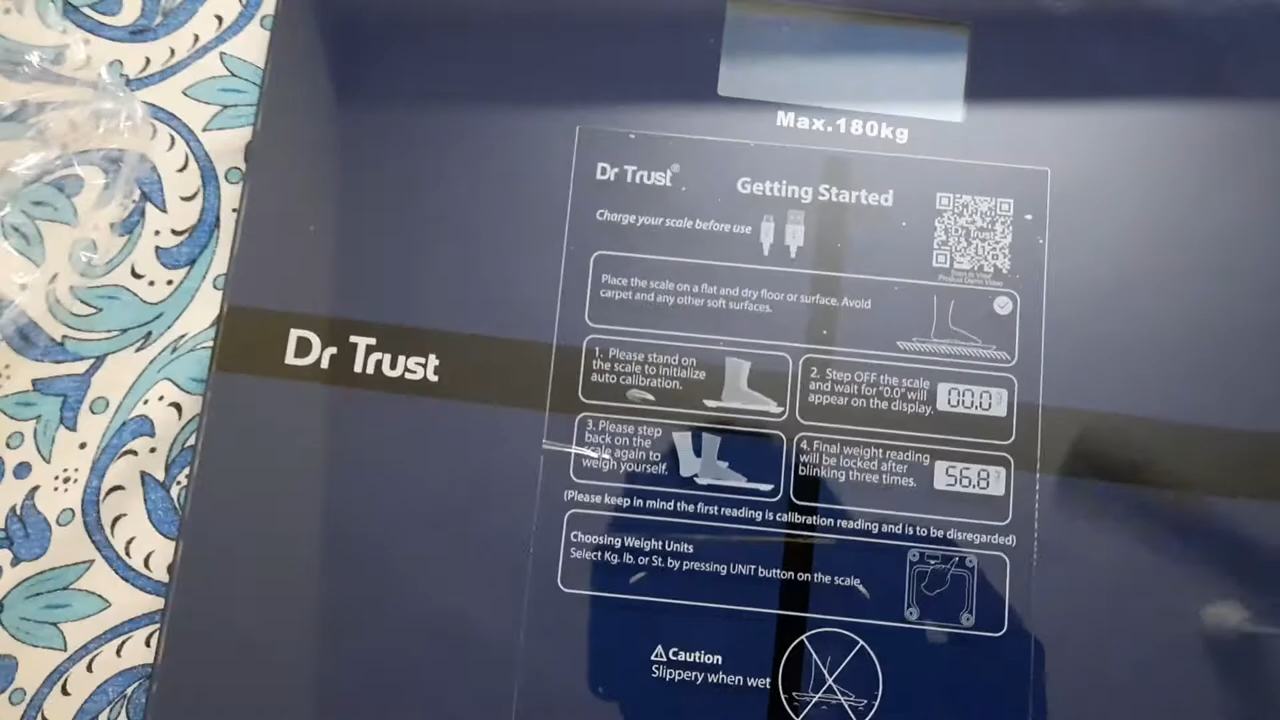 Max.180kg
Dr Trust®
Getting Started
Charge your scale before use
Dr Trust
Scan to View
Product Demo Video
Place the scale on a flat and dry floor or surface. Avoid
carpet and any other soft surfaces.
Dr Trust
1. Please stand on
the scale to initialize
auto calibration.
2. Step OFF the scale
and wait for "0.0" will
appear on the display.
00.0
3. Please step
back on the
scale again to
weigh yourself.
4. Final weight reading
will be locked after
blinking three times.
56.8
(Please keep in mind the first reading is calibration reading and is to be disregarded)
Choosing Weight Units
Select Kg. lb. or St. by pressing UNIT button on the scale
Caution
Slippery when wet